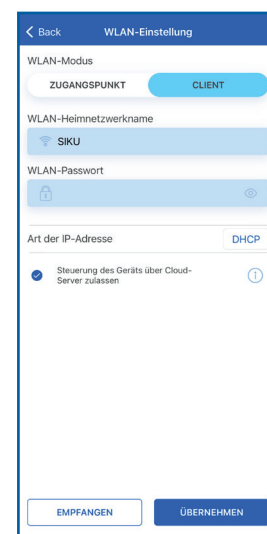 Back WLAN-Einstellung
WLAN-Modus
ZUGANGSPUNKT CLIENT
WLAN-Heimnetzwerkname
SIKU
WLAN-Passwort
Art der IP-Adresse DHCP
Steuerung des Geräts über Cloud-
Server zulassen
EMPFANGEN ÜBERNEHMEN